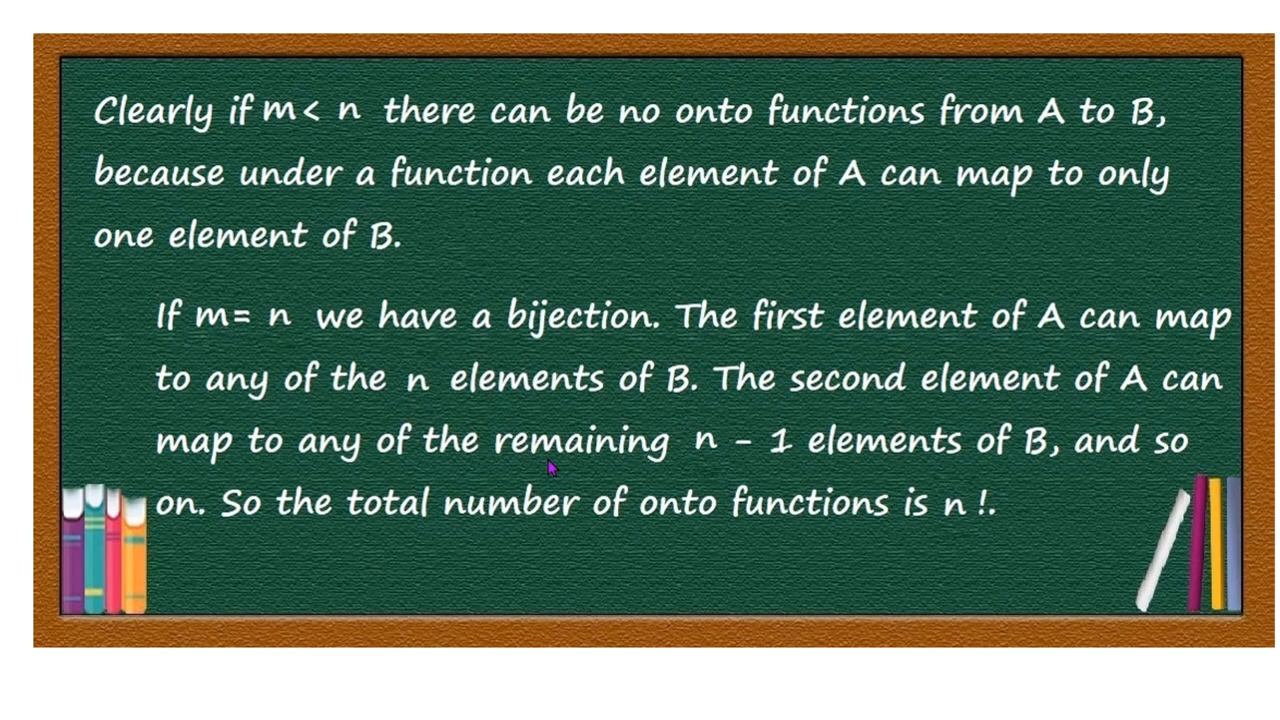 Clearly if m< n there can be no onto functions from A to B,
because under a function each element of A can map to only
one element of B.
If m= n we have a bijection. The first element of A can map
to any of the n elements of B. The second element of A can
map to any of the remaining n - 1 elements of B, and so
on. So the total number of onto functions is n !.